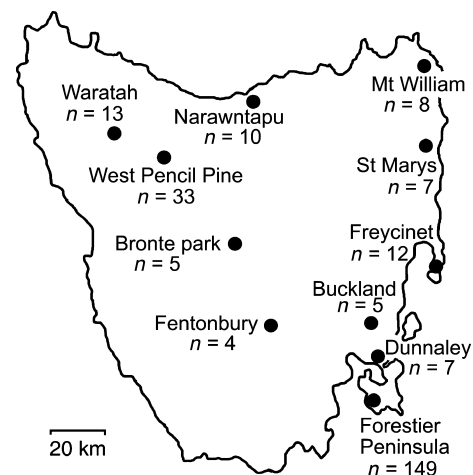 Mt William
n = 8
Waratah
n = 13
Narawntapu
n = 10
West Pencil Pine
n = 33
St Marys
n = 7
Freycinet
n = 12
Bronte park
n = 5
Buckland
n = 5
Fentonbury
n = 4
Dunnaley
n = 7
Forestier
Peninsula
n = 149
20 km